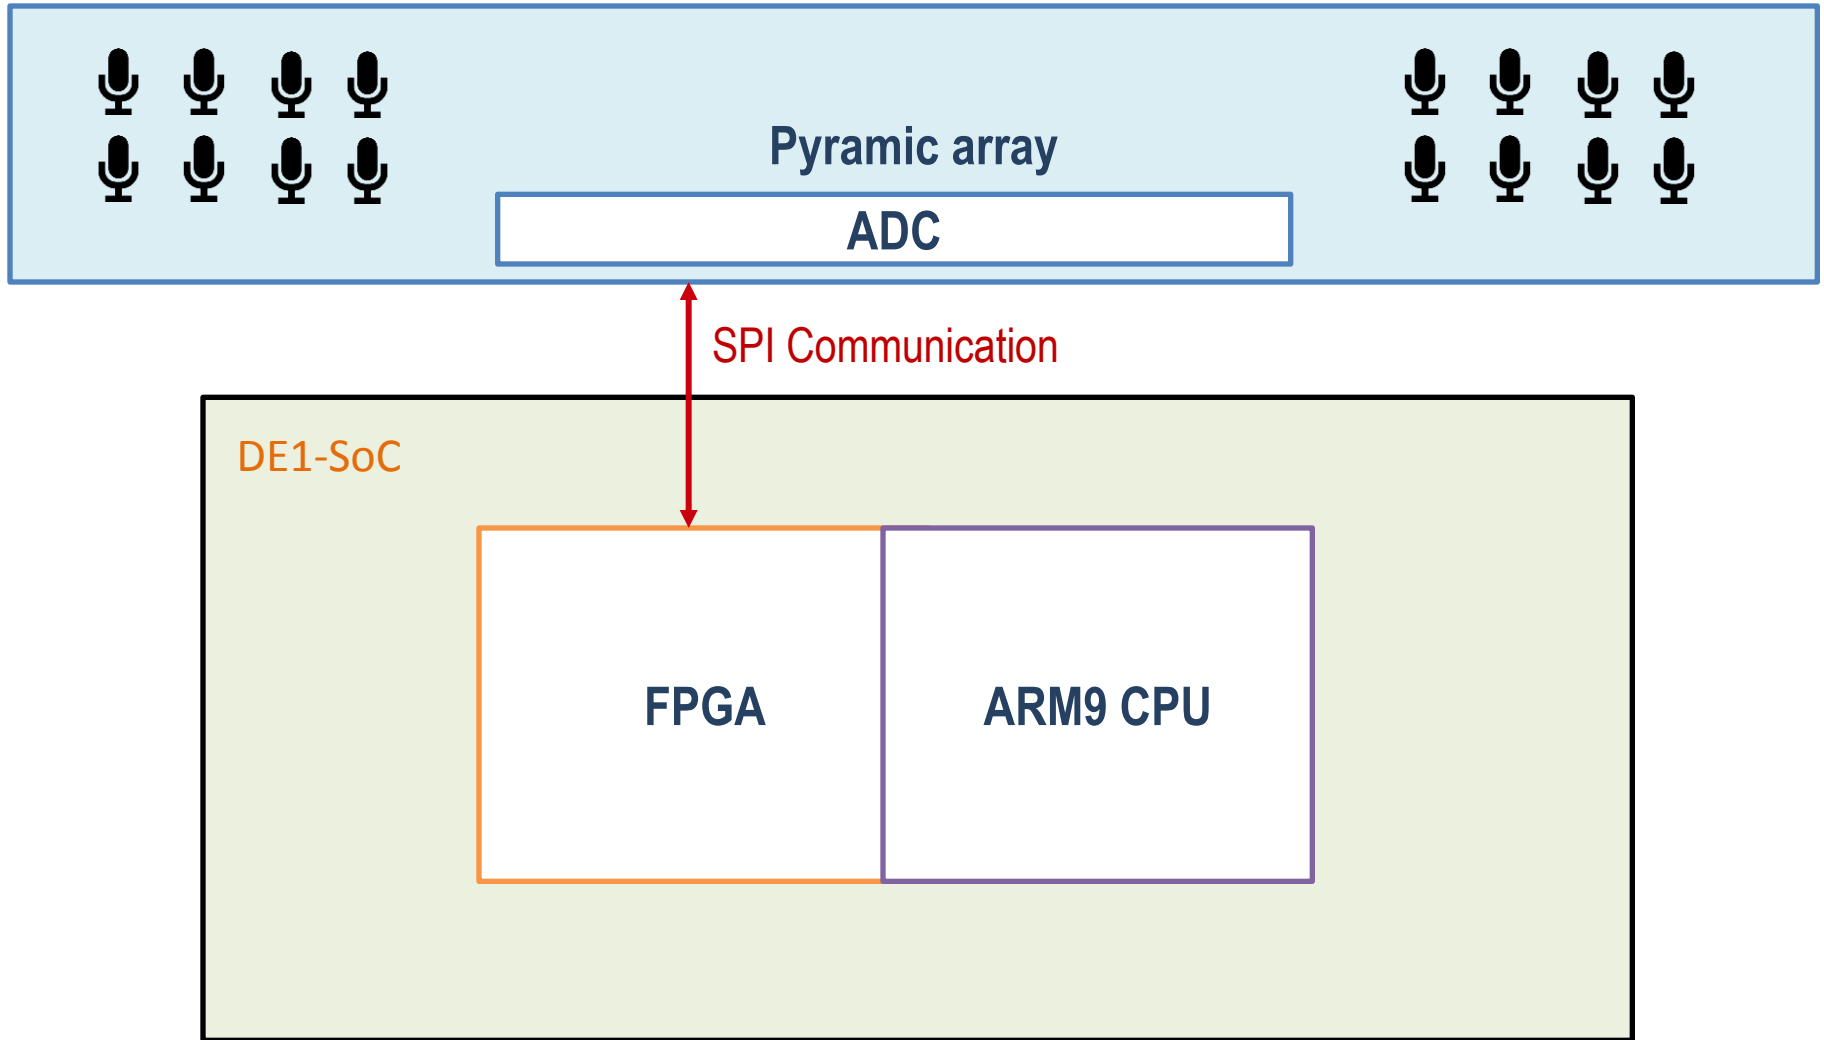 Pyramic array
ADC
SPI Communication
DE1-SoC
FPGA
ARM9 CPU